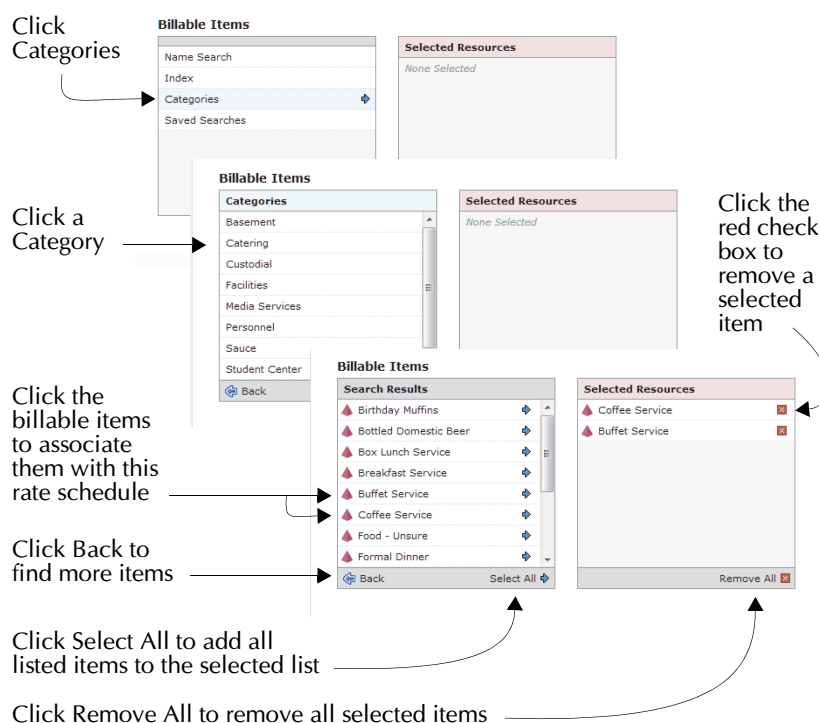 Click
Categories
Billable Items
Name Search
Index
Categories
Saved Searches
Selected Resources
None Selected
Click a
Category
Billable Items
Categories
Basement
Catering
Custodial
Facilities
Media Services
Personnel
Sauce
Student Center
Back
Selected Resources
None Selected
Click the
red check
box to
remove a
selected
item
Click the
billable items
to associate
them with this
rate schedule
Click Back to
find more items
Billable Items
Search Results
Birthday Muffins
Bottled Domestic Beer
Box Lunch Service
Breakfast Service
Buffet Service
Coffee Service
Food - Unsure
Formal Dinner
Back
Select All
Selected Resources
Coffee Service
Buffet Service
Remove All
Click Select All to add all
listed items to the selected list
Click Remove All to remove all selected items